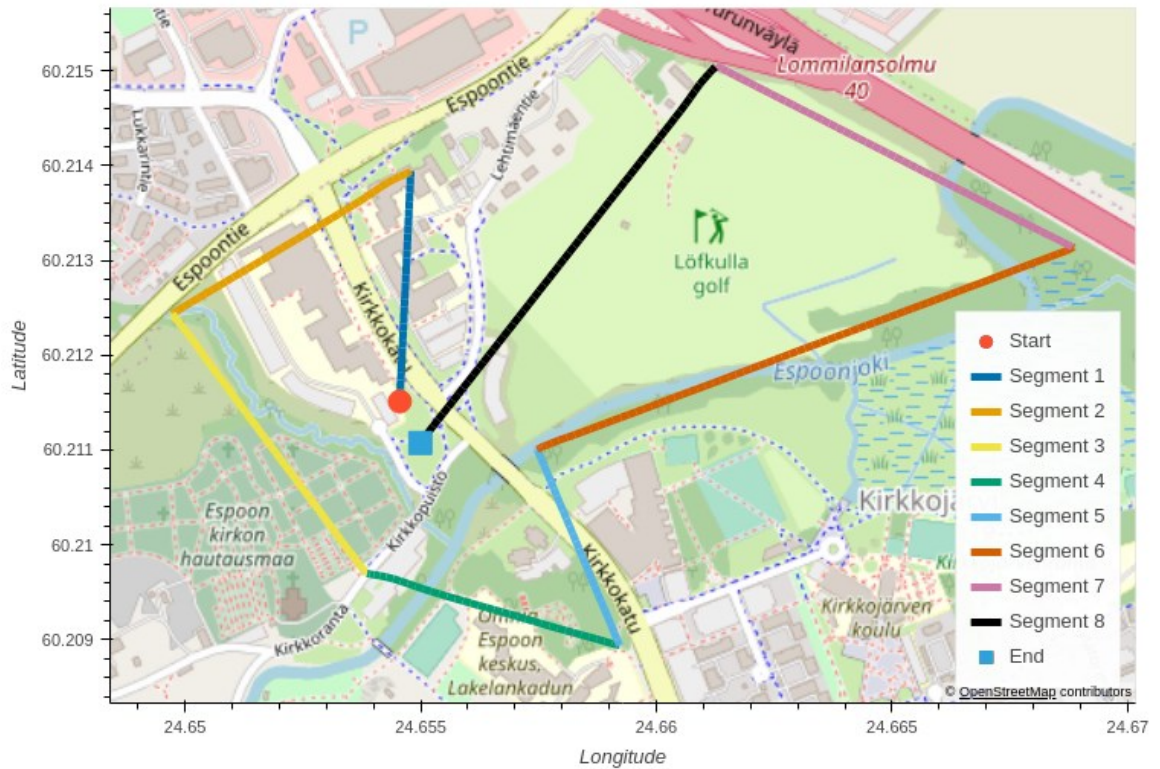 Turunväylä
Lommilansolmu
40
60.215
P
Espoontie
Lehtimäentie
Lukkarintie
60.214
Espoontie
60.213
Löfkulla
golf
Kirkkokatu
60.212
Latitude
Espoonjoki
Start
Segment 1
Segment 2
Segment 3
Segment 4
Segment 5
Segment 6
Segment 7
Segment 8
End
60.211
Kirkkopuisto
Espoon
kirkon
hautausmaa
Kirkkojä
60.21
Kirkkokatu
Kirkkojärven
koulu
Kirkkoranta
60.209
Omnia
Espoon
keskus,
Lakelankadun
© OpenStreetMap contributors
24.65
24.655
24.66
24.665
24.67
Longitude